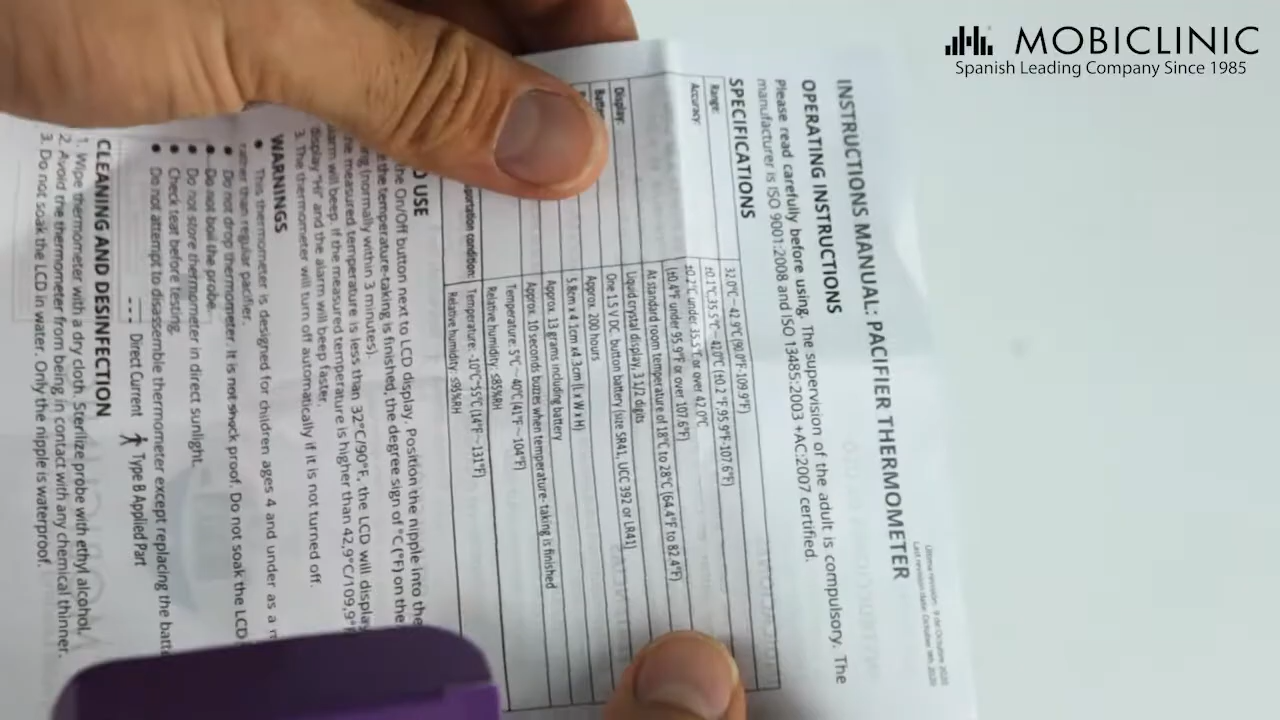 MOBICLINIC
Spanish Leading Company Since 1985
Última revisión: 9 de Octubre 2020
Last revision date: October 9th, 2020
INSTRUCTIONS MANUAL: PACIFIER THERMOMETER
OPERATING INSTRUCTIONS
Please read carefully before using. The supervision of the adult is compulsory. The
manufacturer is ISO 9001:2008 and ISO 13485:2003 +AC:2007 certified.
SPECIFICATIONS
Range: 32.0°C~42.9°C(90.0°F-109.9°F)
Accuracy: ±0.1°C 35.5°C~42.0°C (±0.2 °F 95.9°F-107.6°F)
±0.2°C under 35.5°C or over 42.0°C
(±0.4°F under 95.9°F or over 107.6°F)
At standard room temperature of 18°C to 28°C (64.4°F to 82.4°F)
Display: Liquid crystal display, 3 1/2 digits
One 1.5 V DC button battery (size SR41, UCC 392 or LR41)
Approx. 200 hours
5.8cm x 4.1cm x4.3cm (L x W x H)
Approx. 13 grams including battery
Approx. 10 seconds buzzes when temperature- taking is finished
Temperature: 5°C~40°C (41°F~104°F)
Relative humidity: ≤85%RH
condition: Temperature: -10°C~55°C (14°F~131°F)
Relative humidity: ≤95%RH
USE
the On/Off button next to LCD display. Position the nipple into the
the temperature-taking is finished, the degree sign of °C(°F) on the
(normally within 3 minutes).
measured temperature is less than 32°C/90°F, the LCD will display
alarm will beep. If the measured temperature is higher than 42,9°C/109,9°F
display "Hi" and the alarm will beep faster.
3. The thermometer will turn off automatically if it is not turned off.
WARNINGS
• This thermometer is designed for children ages 4 and under as a
rather than regular pacifier.
• Do not drop thermometer. It is not shock proof. Do not soak the LCD
• Do not boil the probe.
• Do not store thermometer in direct sunlight.
• Check teat before testing.
• Do not attempt to disassemble thermometer except replacing the
Direct Current Type B Applied Part
CLEANING AND DESINFECTION
1. Wipe thermometer with a dry cloth. Sterilize probe with ethyl alcohol.
2. Avoid the thermometer from being in contact with any chemical thinner.
3. Do not soak the LCD in water. Only the nipple is waterproof.